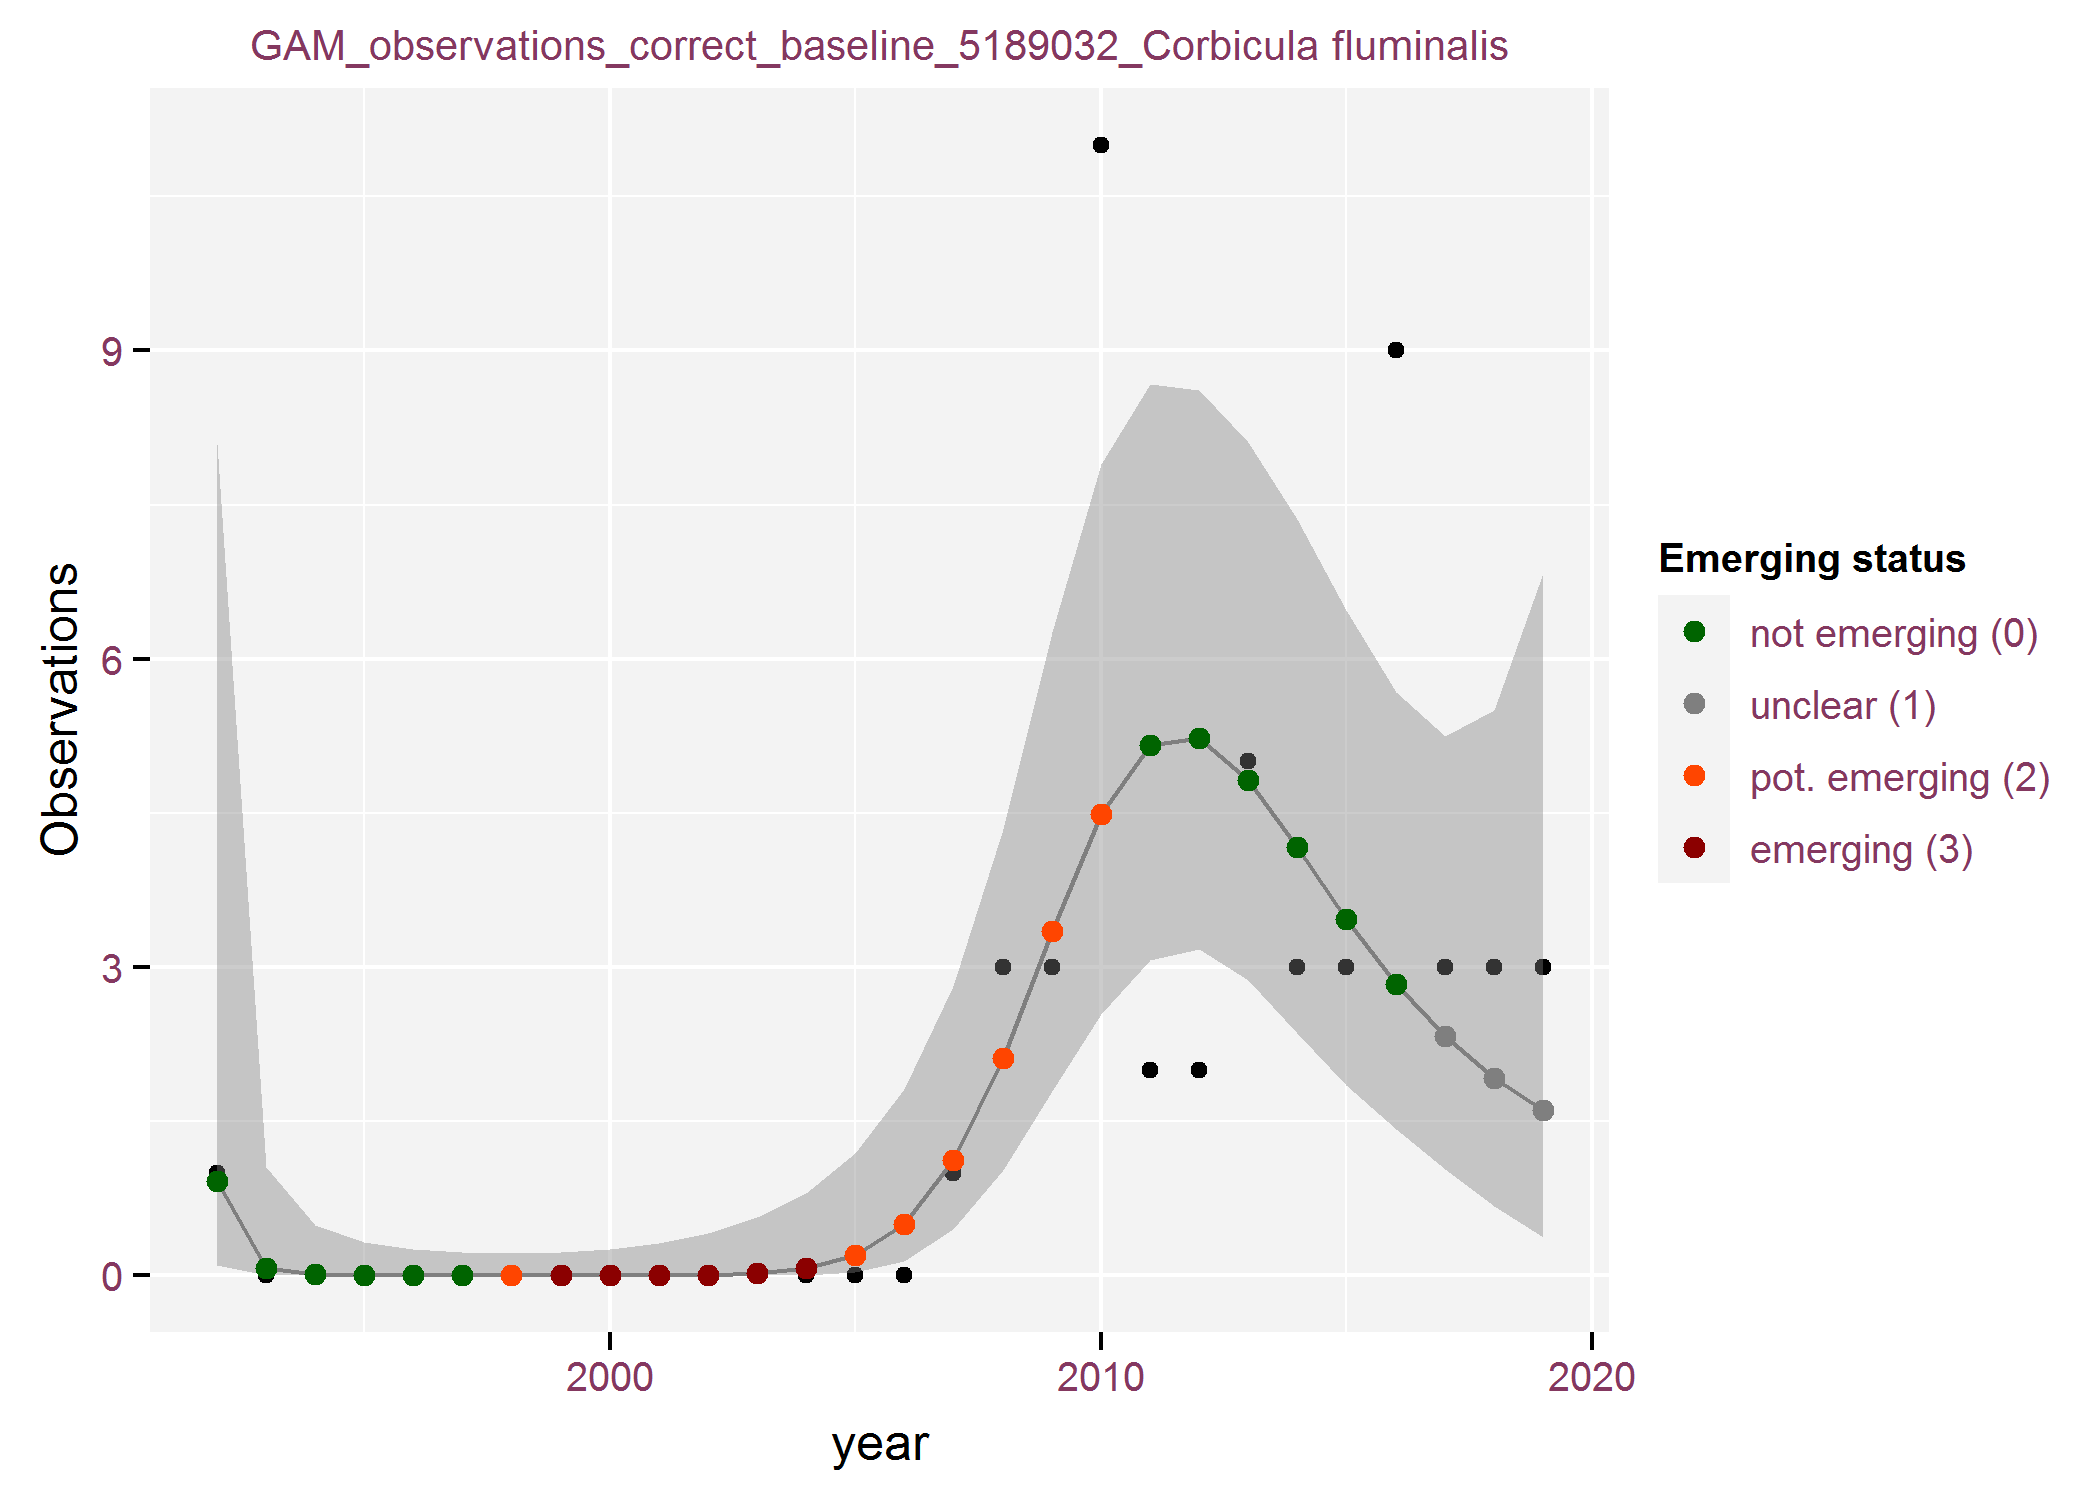 GAM_observations_correct_baseline_5189032_Corbicula fluminalis
Observations
9
6
3
0
2000
2010
2020
year
Emerging status
not emerging (0)
unclear (1)
pot. emerging (2)
emerging (3)